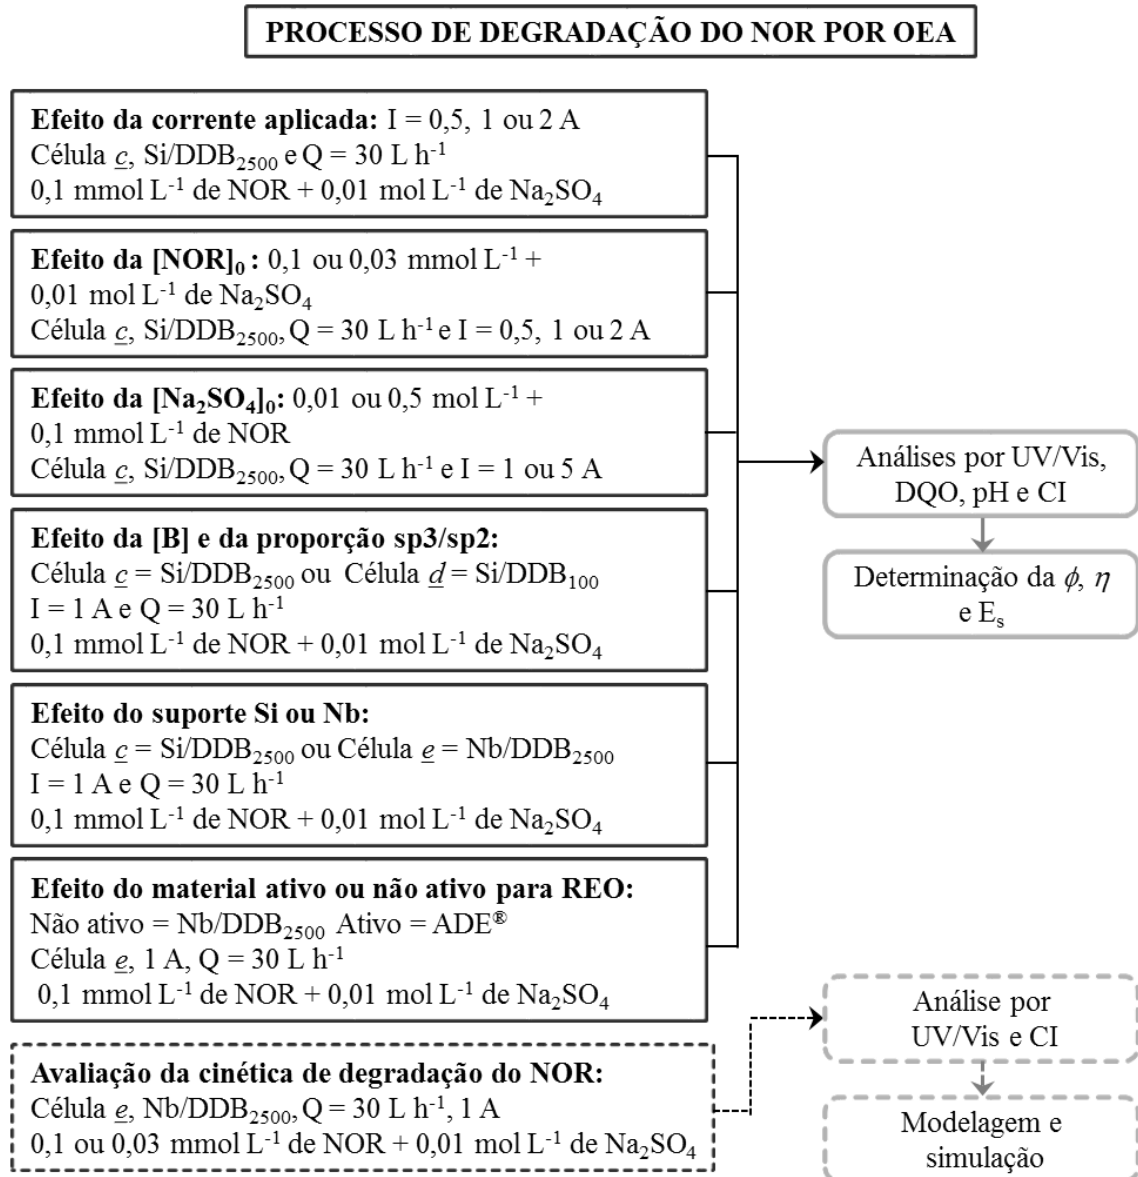 PROCESSO DE DEGRADAÇÃO DO NOR POR OEA
Efeito da corrente aplicada: I = 0,5, 1 ou 2 A
Célula c, Si/DDB₂₅₀₀ e Q = 30 L h⁻¹
0,1 mmol L⁻¹ de NOR + 0,01 mol L⁻¹ de Na₂SO₄
Efeito da [NOR]₀ : 0,1 ou 0,03 mmol L⁻¹ +
0,01 mol L⁻¹ de Na₂SO₄
Célula c, Si/DDB₂₅₀₀, Q = 30 L h⁻¹ e I = 0,5, 1 ou 2 A
Efeito da [Na₂SO₄]₀: 0,01 ou 0,5 mol L⁻¹ +
0,1 mmol L⁻¹ de NOR
Célula c, Si/DDB₂₅₀₀, Q = 30 L h⁻¹ e I = 1 ou 5 A
Efeito da [B] e da proporção sp3/sp2:
Célula c = Si/DDB₂₅₀₀ ou Célula d = Si/DDB₁₀₀
I = 1 A e Q = 30 L h⁻¹
0,1 mmol L⁻¹ de NOR + 0,01 mol L⁻¹ de Na₂SO₄
Efeito do suporte Si ou Nb:
Célula c = Si/DDB₂₅₀₀ ou Célula e = Nb/DDB₂₅₀₀
I = 1 A e Q = 30 L h⁻¹
0,1 mmol L⁻¹ de NOR + 0,01 mol L⁻¹ de Na₂SO₄
Efeito do material ativo ou não ativo para REO:
Não ativo = Nb/DDB₂₅₀₀ Ativo = ADE®
Célula e, 1 A, Q = 30 L h⁻¹
0,1 mmol L⁻¹ de NOR + 0,01 mol L⁻¹ de Na₂SO₄
Avaliação da cinética de degradação do NOR:
Célula e, Nb/DDB₂₅₀₀, Q = 30 L h⁻¹, 1 A
0,1 ou 0,03 mmol L⁻¹ de NOR + 0,01 mol L⁻¹ de Na₂SO₄
Análises por UV/Vis,
DQO, pH e CI
Determinação da ϕ, η
e Eₛ
Análise por
UV/Vis e CI
Modelagem e
simulação